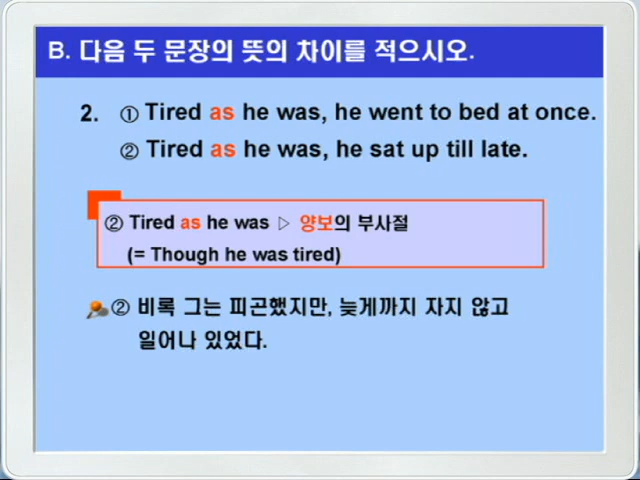 B. 다음 두 문장의 뜻의 차이를 적으시오.
2. ① Tired as he was, he went to bed at once.
② Tired as he was, he sat up till late.
② Tired as he was ▷ 양보의 부사절
(= Though he was tired)
② 비록 그는 피곤했지만, 늦게까지 자지 않고
일어나 있었다.